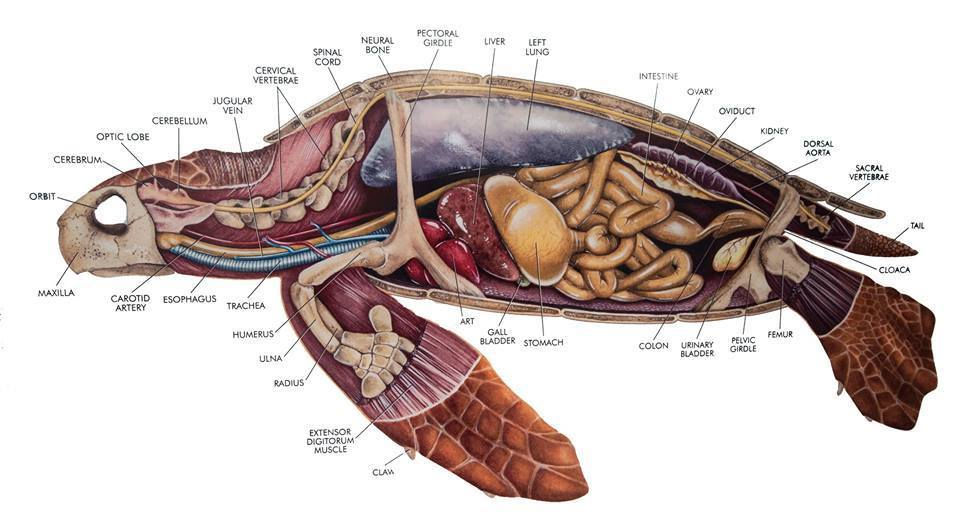 NEURAL
BONE
PECTORAL
GIRDLE
LIVER
LEFT
LUNG
SPINAL
CORD
CERVICAL
VERTEBRAE
INTESTINE
OVARY
JUGULAR
VEIN
OVIDUCT
CEREBELLUM
KIDNEY
OPTIC LOBE
DORSAL
AORTA
CEREBRUM
SACRAL
VERTEBRAE
ORBIT
TAIL
CLOACA
MAXILLA
CAROTID
ARTERY
ESOPHAGUS
TRACHEA
HUMERUS
ART
GALL
BLADDER
STOMACH
COLON
URINARY
BLADDER
PELVIC
GIRDLE
FEMUR
ULNA
RADIUS
EXTENSOR
DIGITORUM
MUSCLE
CLAW